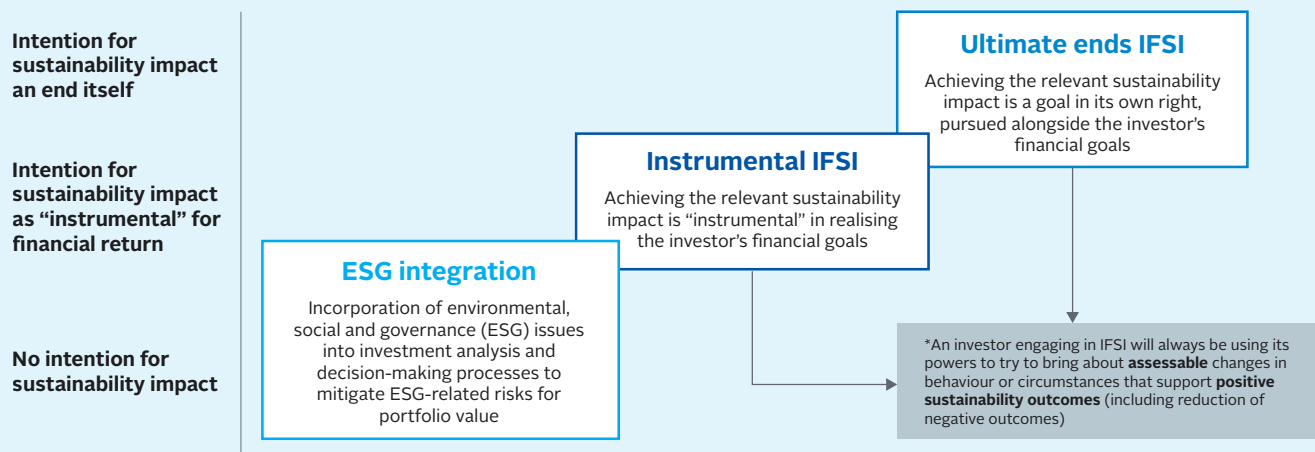 Intention for
sustainability impact
an end itself
Intention for
sustainability impact
as “instrumental” for
financial return
No intention for
sustainability impact
Ultimate ends IFSI
Achieving the relevant sustainability
impact is a goal in its own right,
pursued alongside the investor’s
financial goals
Instrumental IFSI
Achieving the relevant sustainability
impact is “instrumental” in realising
the investor’s financial goals
ESG integration
Incorporation of environmental,
social and governance (ESG) issues
into investment analysis and
decision-making processes to
mitigate ESG-related risks for
portfolio value
*An investor engaging in IFSI will always be using its
powers to try to bring about assessable changes in
behaviour or circumstances that support positive
sustainability outcomes (including reduction of
negative outcomes)